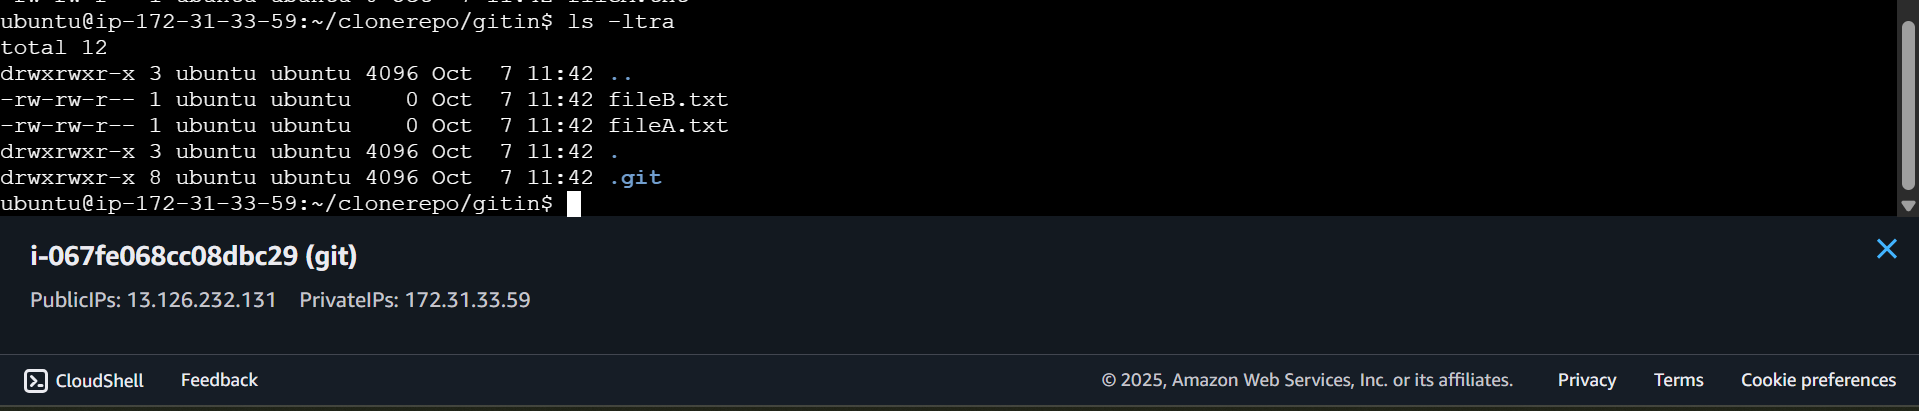 ubuntu@ip-172-31-33-59:~/clonerepo/gitin$ ls -ltra
total 12
drwxrwxr-x 3 ubuntu ubuntu 4096 Oct  7 11:42 ..
-rw-rw-r-- 1 ubuntu ubuntu    0 Oct  7 11:42 fileB.txt
-rw-rw-r-- 1 ubuntu ubuntu    0 Oct  7 11:42 fileA.txt
drwxrwxr-x 3 ubuntu ubuntu 4096 Oct  7 11:42 .
drwxrwxr-x 8 ubuntu ubuntu 4096 Oct  7 11:42 .git
ubuntu@ip-172-31-33-59:~/clonerepo/gitin$
i-067fe068cc08dbc29 (git)
PublicIPs: 13.126.232.131 PrivateIPs: 172.31.33.59
CloudShell Feedback © 2025, Amazon Web Services, Inc. or its affiliates. Privacy Terms Cookie preferences